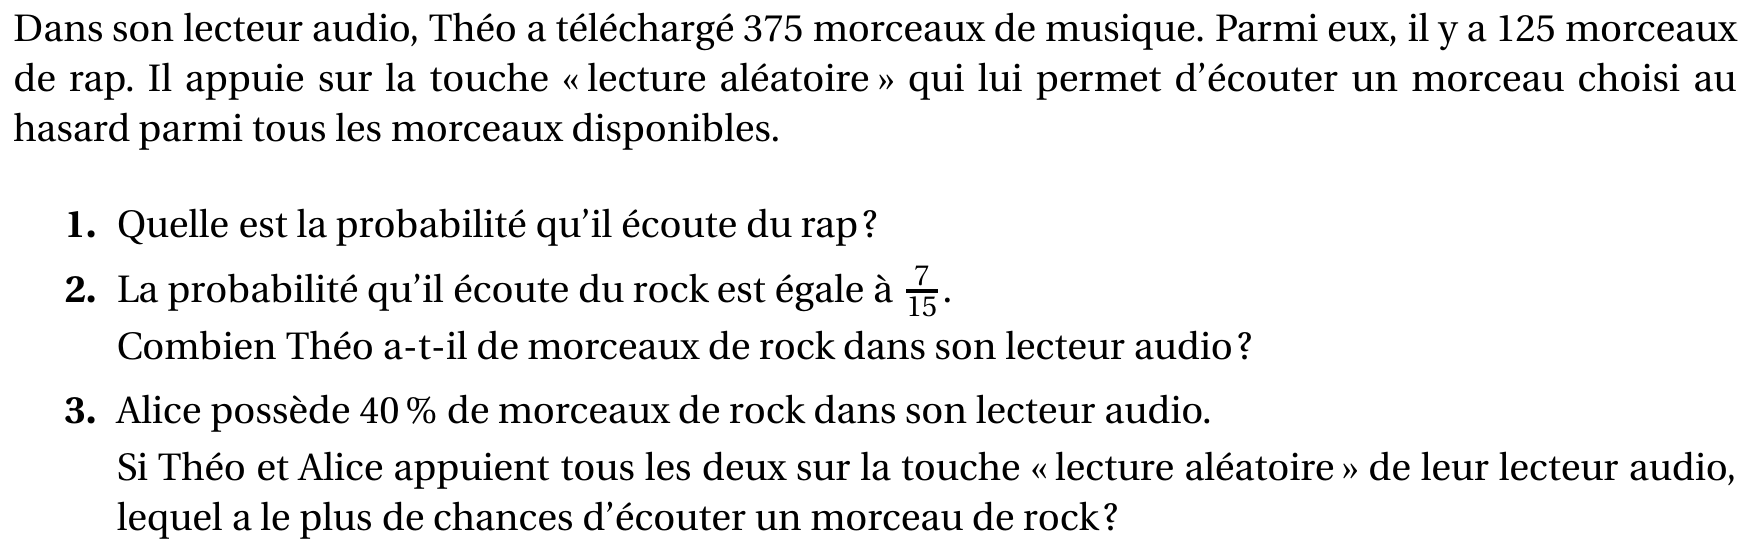 Dans son lecteur audio, Théo a téléchargé 375 morceaux de musique. Parmi eux, il y a 125 morceaux
de rap. Il appuie sur la touche « lecture aléatoire » qui lui permet d'écouter un morceau choisi au
hasard parmi tous les morceaux disponibles.
1. Quelle est la probabilité qu'il écoute du rap ?
2. La probabilité qu'il écoute du rock est égale à 7/15.
Combien Théo a-t-il de morceaux de rock dans son lecteur audio ?
3. Alice possède 40 % de morceaux de rock dans son lecteur audio.
Si Théo et Alice appuient tous les deux sur la touche « lecture aléatoire » de leur lecteur audio,
lequel a le plus de chances d'écouter un morceau de rock ?